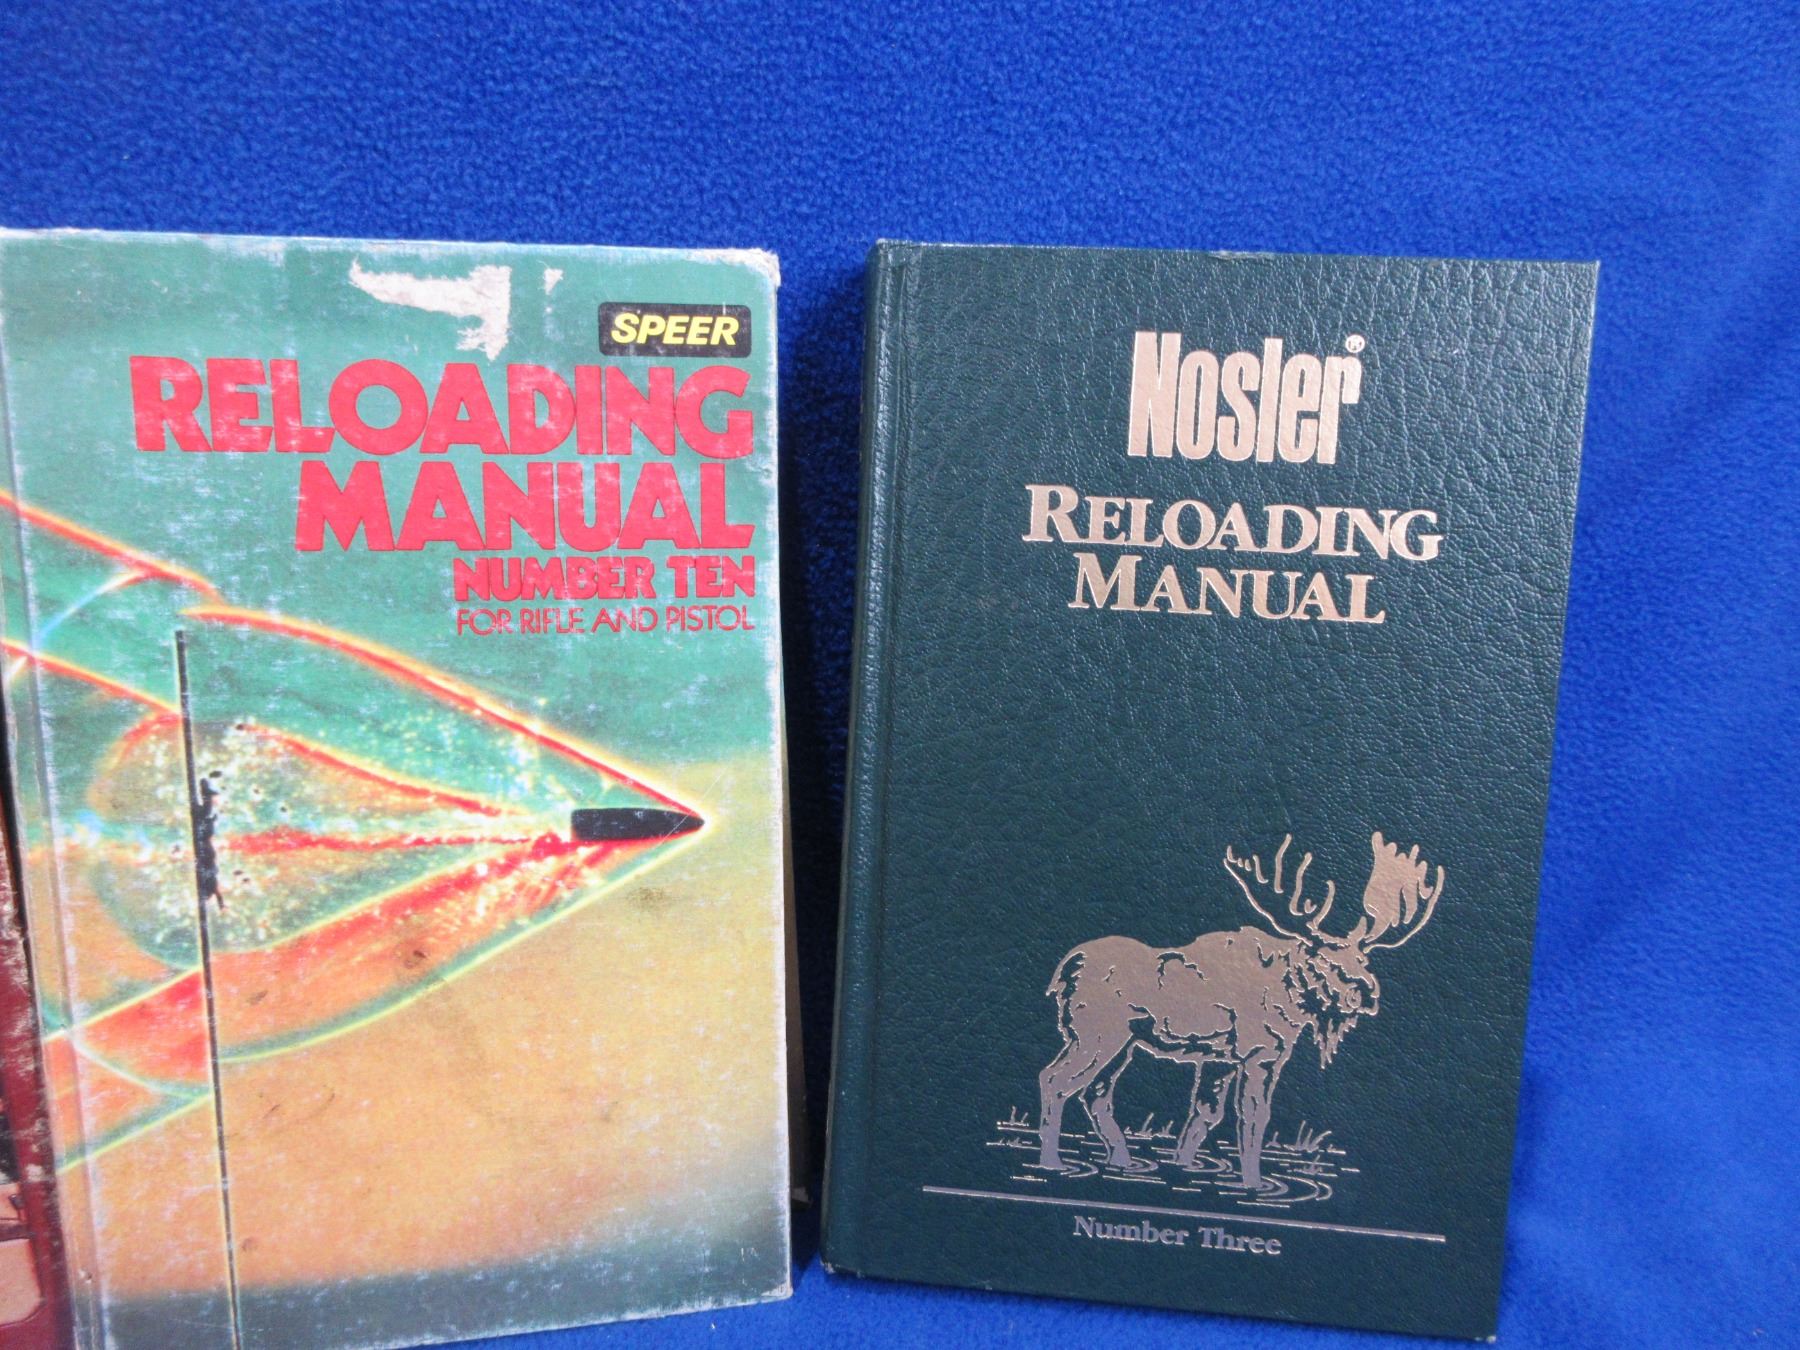 SPEER
RELOADING
MANUAL
NUMBER TEN
FOR RIFLE AND PISTOL
Nosler®
RELOADING
MANUAL
Number Three